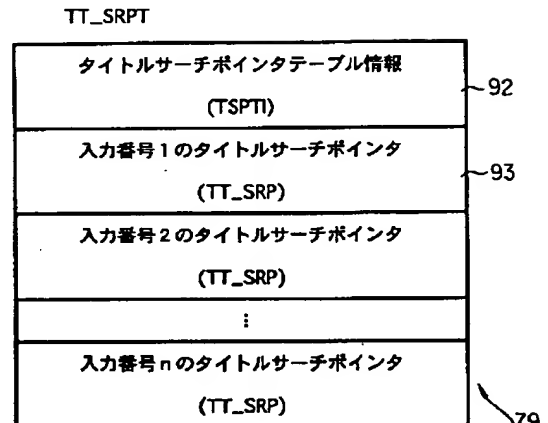 TT_SRPT
タイトルサーチポインタテーブル情報
(TSPTI)
92
入力番号1のタイトルサーチポインタ
(TT_SRP)
93
入力番号2のタイトルサーチポインタ
(TT_SRP)
⋮
入力番号nのタイトルサーチポインタ
(TT_SRP)
79